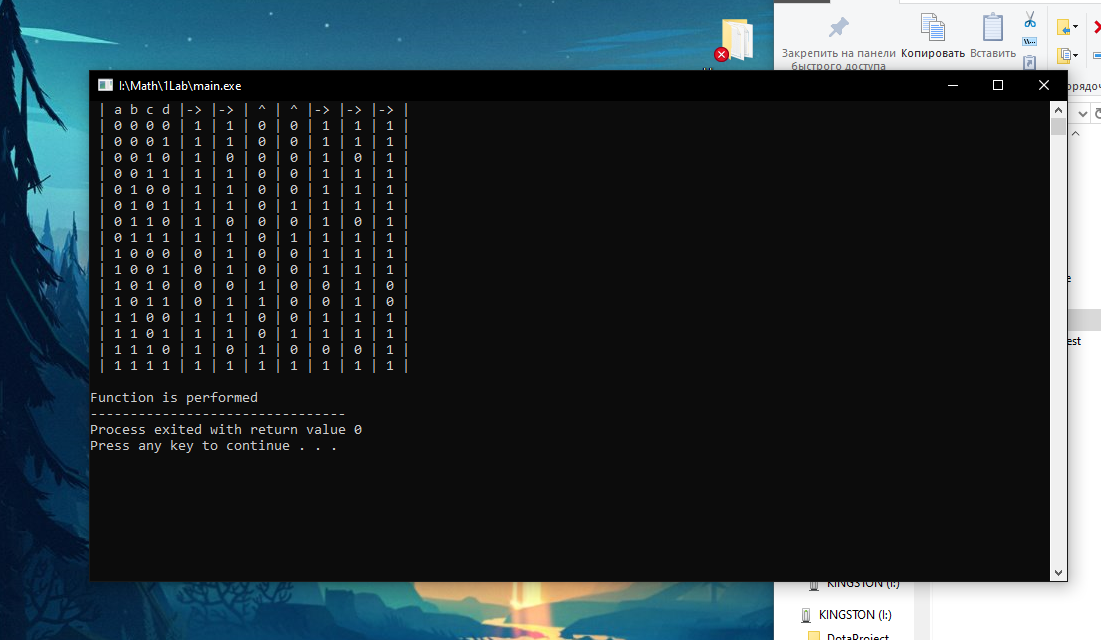 Закрепить на панели
быстрого доступа
Копировать
Вставить
I:\Math\1Lab\main.exe
| a b c d |-> |-> | ^ | ^ |-> |-> |-> |
| 0 0 0 0 | 1 | 1 | 0 | 0 | 1 | 1 | 1 |
| 0 0 0 1 | 1 | 1 | 0 | 0 | 1 | 1 | 1 |
| 0 0 1 0 | 1 | 0 | 0 | 0 | 1 | 0 | 1 |
| 0 0 1 1 | 1 | 1 | 0 | 0 | 1 | 1 | 1 |
| 0 1 0 0 | 1 | 1 | 0 | 0 | 1 | 1 | 1 |
| 0 1 0 1 | 1 | 1 | 0 | 1 | 1 | 1 | 1 |
| 0 1 1 0 | 1 | 0 | 0 | 0 | 1 | 0 | 1 |
| 0 1 1 1 | 1 | 1 | 0 | 1 | 1 | 1 | 1 |
| 1 0 0 0 | 0 | 1 | 0 | 0 | 1 | 1 | 1 |
| 1 0 0 1 | 0 | 1 | 0 | 0 | 1 | 1 | 1 |
| 1 0 1 0 | 0 | 0 | 1 | 0 | 0 | 1 | 0 |
| 1 0 1 1 | 0 | 1 | 1 | 0 | 0 | 1 | 0 |
| 1 1 0 0 | 1 | 1 | 0 | 0 | 1 | 1 | 1 |
| 1 1 0 1 | 1 | 1 | 0 | 1 | 1 | 1 | 1 |
| 1 1 1 0 | 1 | 0 | 1 | 0 | 0 | 0 | 1 |
| 1 1 1 1 | 1 | 1 | 1 | 1 | 1 | 1 | 1 |
Function is performed
--------------------------------
Process exited with return value 0
Press any key to continue . . .
KINGSTON (I:)
KINGSTON (I:)
DotaProject